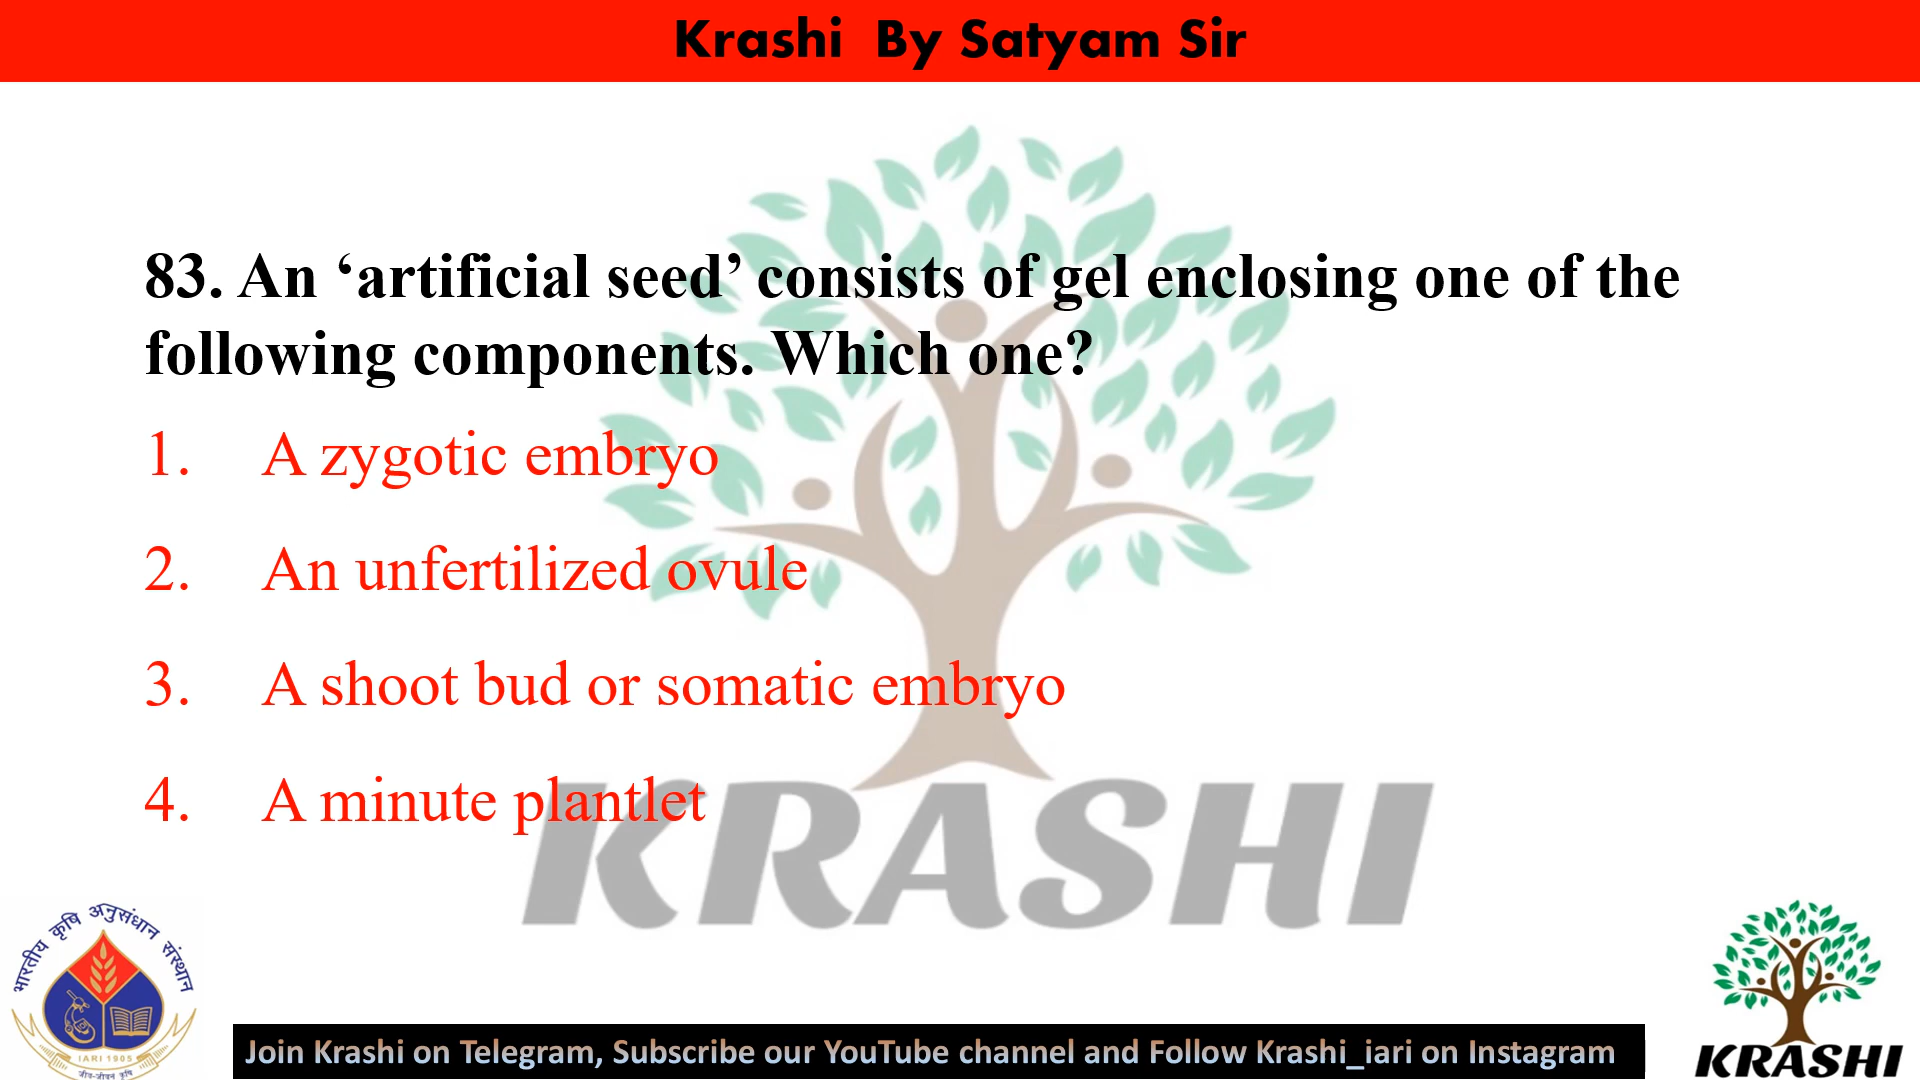 Krashi By Satyam Sir
83. An ‘artificial seed’ consists of gel enclosing one of the
following components. Which one?
1. A zygotic embryo
2. An unfertilized ovule
3. A shoot bud or somatic embryo
4. A minute plantlet
KRASHI
भारतीय कृषि अनुसंधान संस्थान
IARI 1905
Join Krashi on Telegram, Subscribe our YouTube channel and Follow Krashi_iari on Instagram
KRASHI